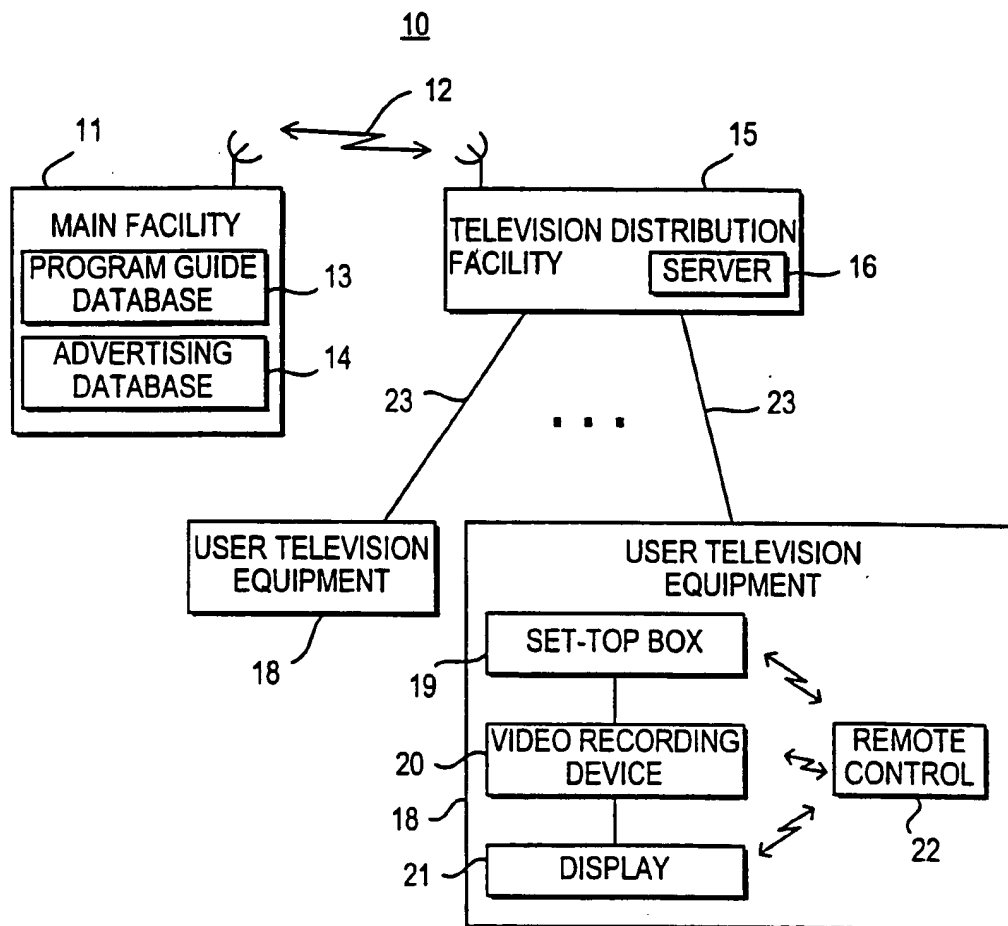 10
12
11
15
MAIN FACILITY
PROGRAM GUIDE
DATABASE
13
ADVERTISING
DATABASE
14
TELEVISION DISTRIBUTION
FACILITY
SERVER
16
23
23
USER TELEVISION
EQUIPMENT
18
USER TELEVISION
EQUIPMENT
SET-TOP BOX
19
VIDEO RECORDING
DEVICE
20
18
REMOTE
CONTROL
22
DISPLAY
21